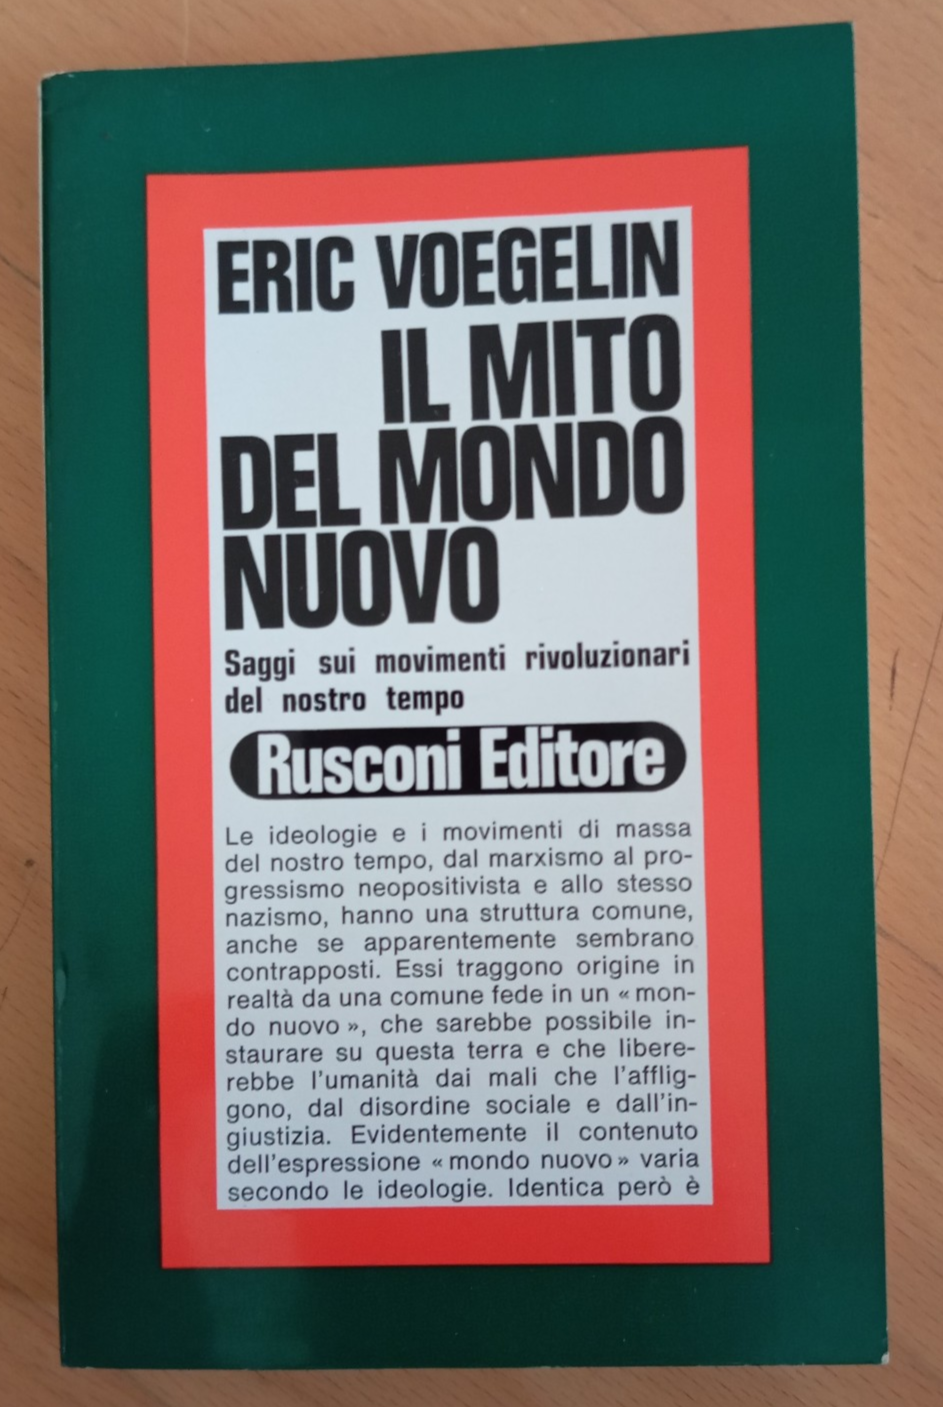 ERIC VOEGELIN
IL MITO
DEL MONDO
NUOVO
Saggi sui movimenti rivoluzionari
del nostro tempo
Rusconi Editore
Le ideologie e i movimenti di massa
del nostro tempo, dal marxismo al pro-
gressismo neopositivista e allo stesso
nazismo, hanno una struttura comune,
anche se apparentemente sembrano
contrapposti. Essi traggono origine in
realtà da una comune fede in un « mon-
do nuovo », che sarebbe possibile in-
staurare su questa terra e che libere-
rebbe l'umanità dai mali che l'afflig-
gono, dal disordine sociale e dall'in-
giustizia. Evidentemente il contenuto
dell'espressione « mondo nuovo » varia
secondo le ideologie. Identica però è